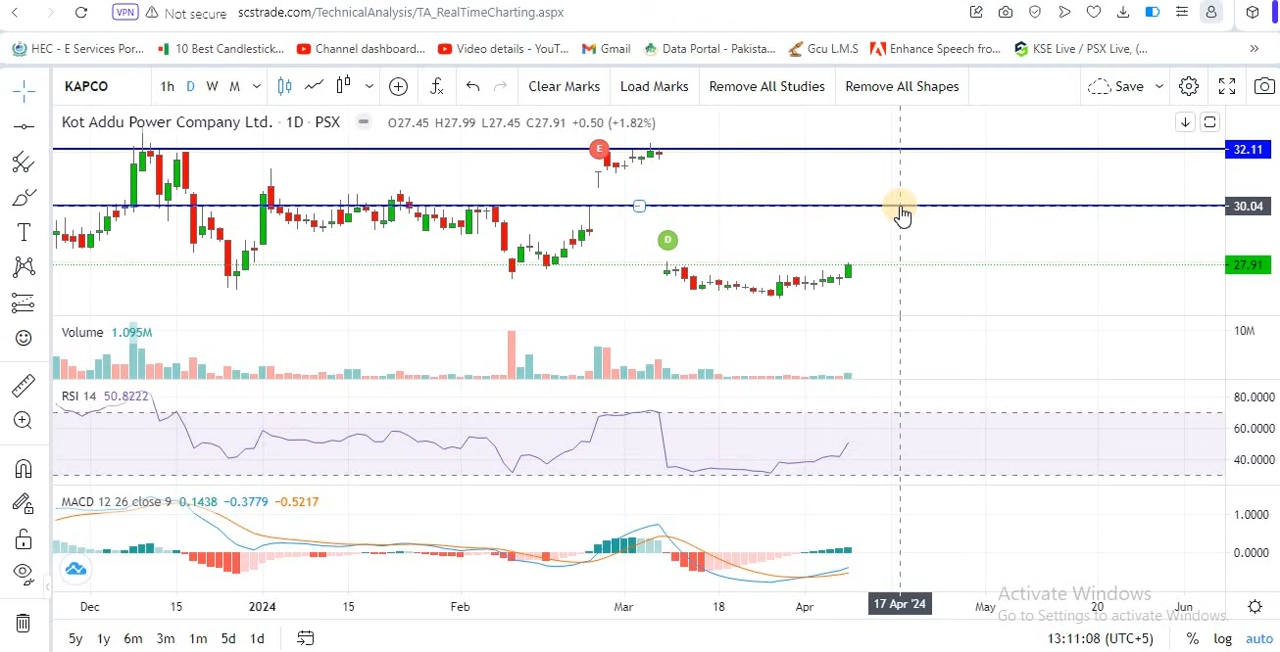 VPN Not secure scstrade.com/TechnicalAnalysis/TA_RealTimeCharting.aspx
HEC - E Services Por... 10 Best Candlestick... Channel dashboard... Video details - YouT... Gmail Data Portal - Pakista... Gcu L.M.S Enhance Speech fro... KSE Live / PSX Live, (... »
KAPCO 1h D W M Clear Marks Load Marks Remove All Studies Remove All Shapes Save
Kot Addu Power Company Ltd. · 1D · PSX O27.45 H27.99 L27.45 C27.91 +0.50 (+1.82%)
E 32.11
30.04
D
27.91
Volume 1.095M 10M
RSI 14 50.8222 80.0000
60.0000
40.0000
MACD 12 26 close 9 0.1438 −0.3779 −0.5217 1.0000
0.0000
Activate Windows
Go to Settings to activate Windows.
Dec 15 2024 15 Feb Mar 18 Apr 17 Apr '24 May 20 Jun
5y 1y 6m 3m 1m 5d 1d 13:11:08 (UTC+5) % log auto